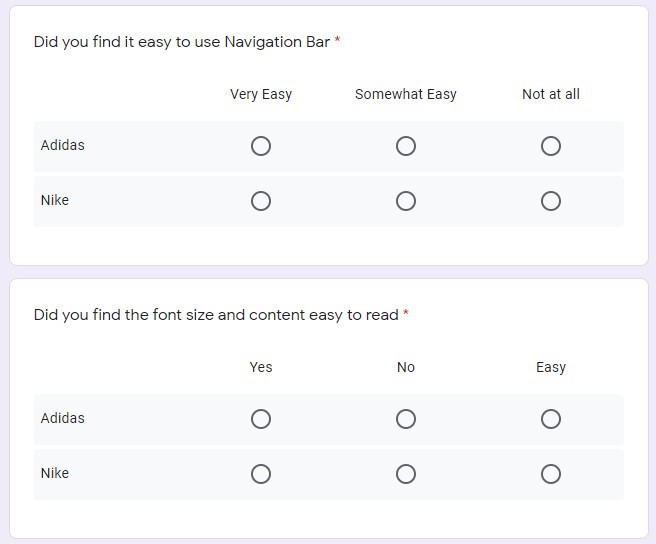 Did you find it easy to use Navigation Bar *
Very Easy Somewhat Easy Not at all
Adidas
Nike
Did you find the font size and content easy to read *
Yes No Easy
Adidas
Nike